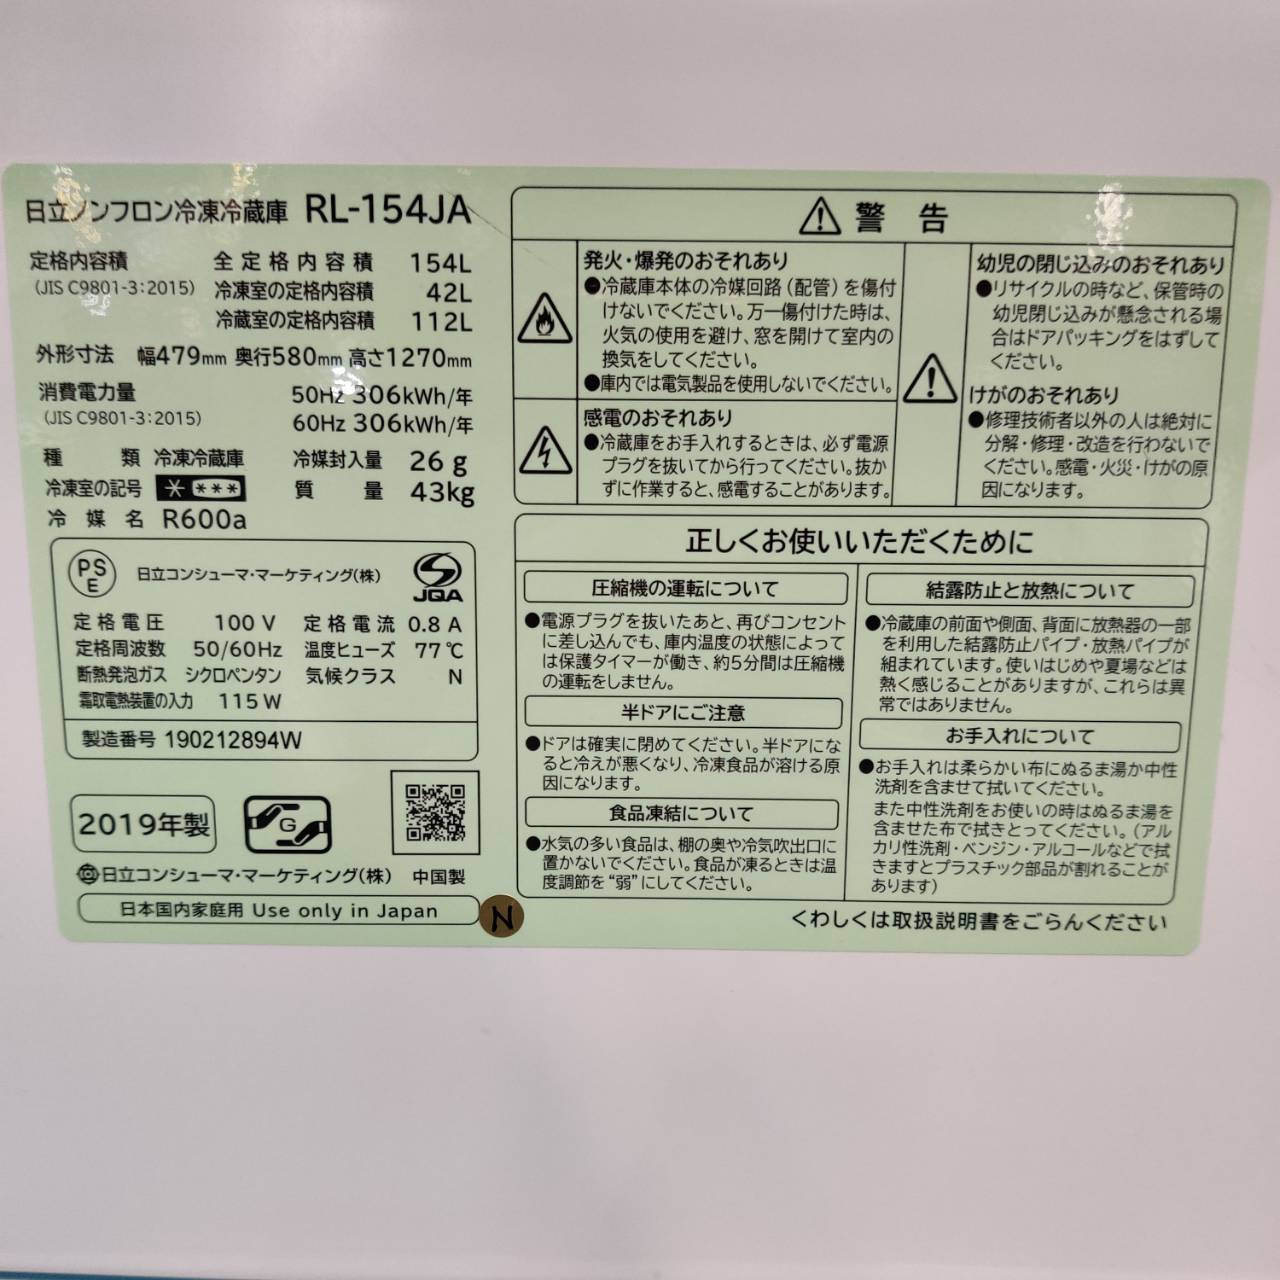 日立ノンフロン冷凍冷蔵庫 RL-154JA
定格内容積 全定格内容積 154L
(JIS C9801-3:2015) 冷凍室の定格内容積 42L
冷蔵室の定格内容積 112L
外形寸法 幅479mm 奥行580mm 高さ1270mm
消費電力量 50Hz 306kWh/年
(JIS C9801-3:2015) 60Hz 306kWh/年
種類 冷凍冷蔵庫 冷媒封入量 26g
冷凍室の記号 * *** 質量 43kg
冷媒名 R600a
PS
E
日立コンシューマ・マーケティング(株)
JQA
定格電圧 100V 定格電流 0.8A
定格周波数 50/60Hz 温度ヒューズ 77℃
断熱発泡ガス シクロペンタン 気候クラス N
霜取電熱装置の入力 115W
製造番号 190212894W
2019年製
G
日立コンシューマ・マーケティング(株) 中国製
日本国内家庭用 Use only in Japan
N
警告
発火・爆発のおそれあり
●冷蔵庫本体の冷媒回路(配管)を傷付
けないでください。万一傷付けた時は、
火気の使用を避け、窓を開けて室内の
換気をしてください。
●庫内では電気製品を使用しないでください。
感電のおそれあり
●冷蔵庫をお手入れするときは、必ず電源
プラグを抜いてから行ってください。抜か
ずに作業すると、感電することがあります。
幼児の閉じ込みのおそれあり
●リサイクルの時など、保管時の
幼児閉じ込みが懸念される場
合はドアパッキングをはずして
ください。
けがのおそれあり
●修理技術者以外の人は絶対に
分解・修理・改造を行わないで
ください。感電・火災・けがの原
因になります。
正しくお使いいただくために
圧縮機の運転について
●電源プラグを抜いたあと、再びコンセント
に差し込んでも、庫内温度の状態によって
は保護タイマーが働き、約5分間は圧縮機
の運転をしません。
半ドアにご注意
●ドアは確実に閉めてください。半ドアにな
ると冷えが悪くなり、冷凍食品が溶ける原
因になります。
食品凍結について
●水気の多い食品は、棚の奥や冷気吹出口に
置かないでください。食品が凍るときは温
度調節を“弱”にしてください。
結露防止と放熱について
●冷蔵庫の前面や側面、背面に放熱器の一部
を利用した結露防止パイプ・放熱パイプが
組まれています。使いはじめや夏場などは
熱く感じることがありますが、これらは異
常ではありません。
お手入れについて
●お手入れは柔らかい布にぬるま湯か中性
洗剤を含ませて拭いてください。
また中性洗剤をお使いの時はぬるま湯を
含ませた布で拭きとってください。(アル
カリ性洗剤・ベンジン・アルコールなどで拭
きますとプラスチック部品が割れることが
あります)
くわしくは取扱説明書をごらんください